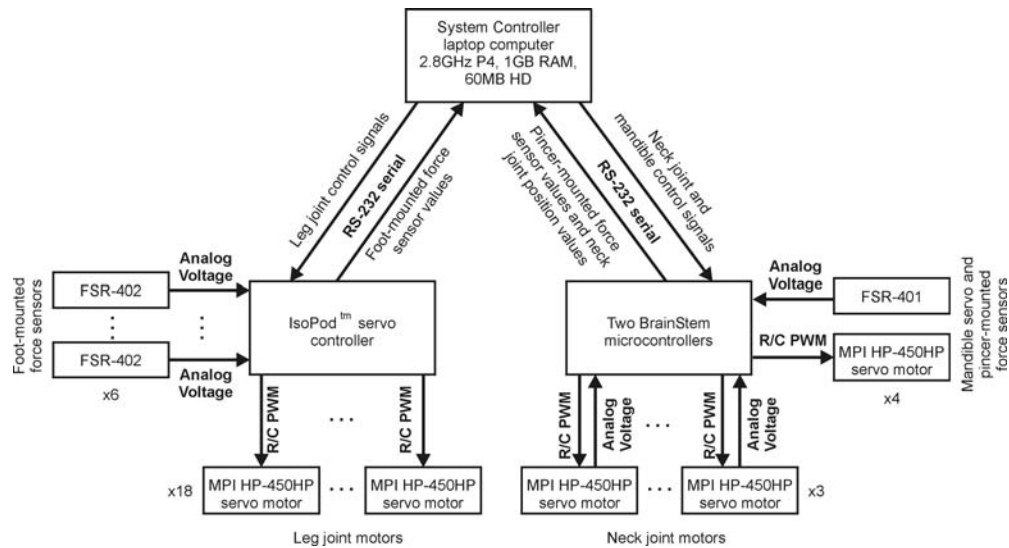 System Controller
laptop computer
2.8GHz P4, 1GB RAM,
60MB HD
Leg joint control signals
RS-232 serial
Foot-mounted force
sensor values
Pincer-mounted force
sensor values and neck
joint position values
RS-232 serial
Neck joint and
mandible control signals
Foot-mounted
force sensors
FSR-402
Analog
Voltage
FSR-402
Analog
Voltage
x6
IsoPod tm servo
controller
Two BrainStem
microcontrollers
Analog
Voltage
FSR-401
R/C PWM
MPI HP-450HP
servo motor
x4
Mandible servo and
pincer-mounted
force sensors
R/C PWM
R/C PWM
R/C PWM
Analog
Voltage
R/C PWM
Analog
Voltage
x18
MPI HP-450HP
servo motor
MPI HP-450HP
servo motor
MPI HP-450HP
servo motor
MPI HP-450HP
servo motor
x3
Leg joint motors
Neck joint motors